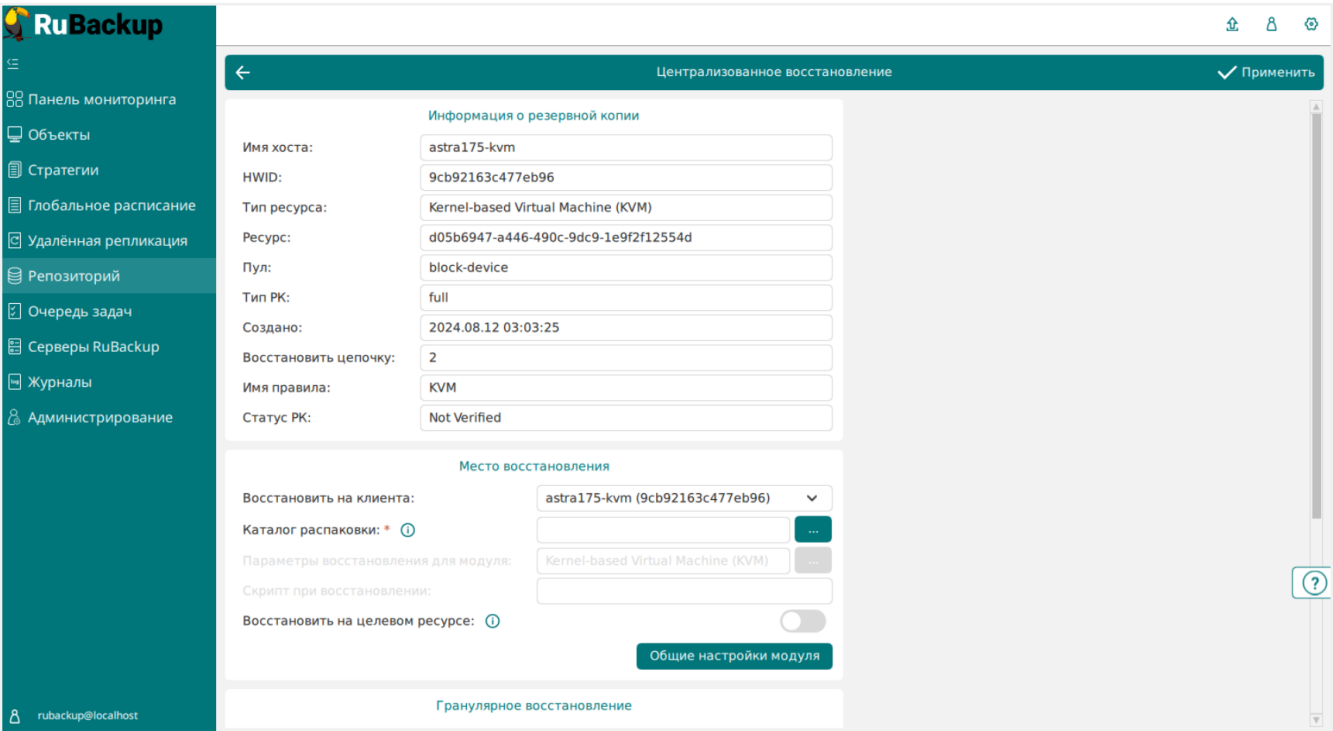 RuBackup
Централизованное восстановление
Применить
Панель мониторинга
Объекты
Стратегии
Глобальное расписание
Удалённая репликация
Репозиторий
Очередь задач
Серверы RuBackup
Журналы
Администрирование
rubackup@localhost
Информация о резервной копии
Имя хоста: astra175-kvm
HWID: 9cb92163c477eb96
Тип ресурса: Kernel-based Virtual Machine (KVM)
Ресурс: d05b6947-a446-490c-9dc9-1e9f2f12554d
Пул: block-device
Тип РК: full
Создано: 2024.08.12 03:03:25
Восстановить цепочку: 2
Имя правила: KVM
Статус РК: Not Verified
Место восстановления
Восстановить на клиента: astra175-kvm (9cb92163c477eb96)
Каталог распаковки: * ...
Параметры восстановления для модуля: Kernel-based Virtual Machine (KVM) ...
Скрипт при восстановлении:
Восстановить на целевом ресурсе:
Общие настройки модуля
Гранулярное восстановление
?